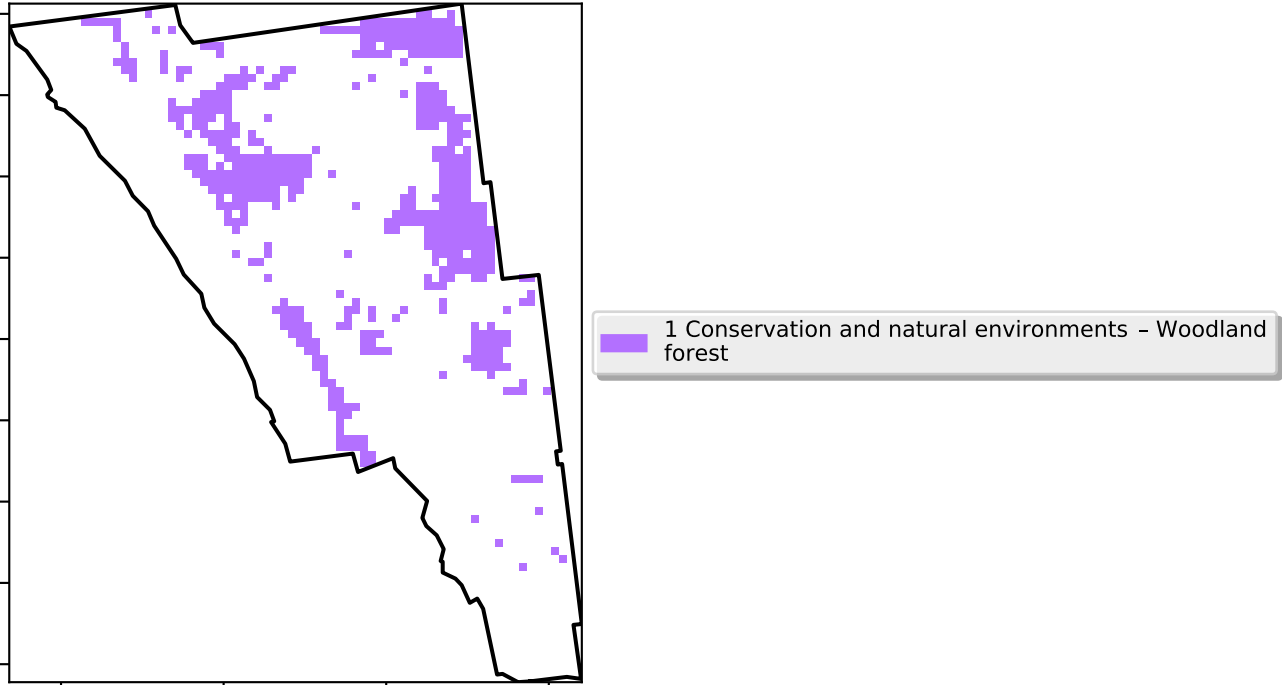 1 Conservation and natural environments – Woodland
forest